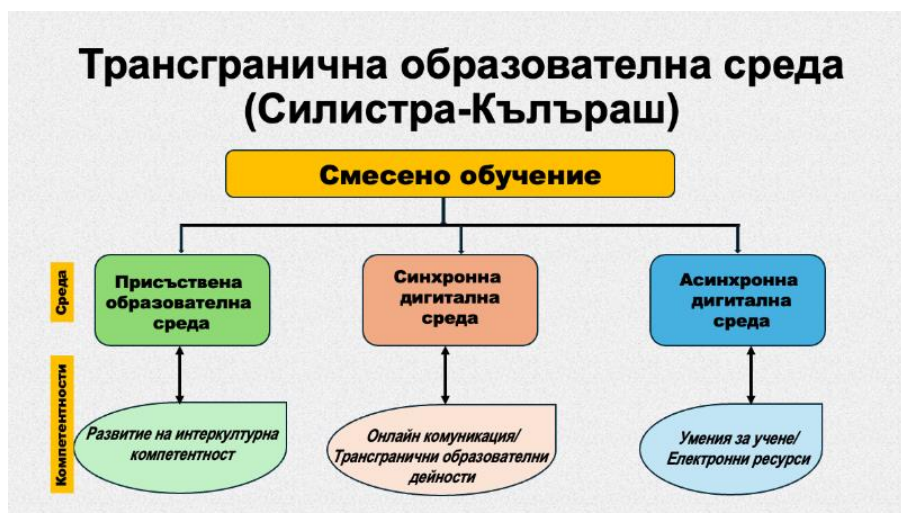 Трансгранична образователна среда
(Силистра-Кълъраш)
Смесено обучение
Среда
Присъствена
образователна
среда
Синхронна
дигитална
среда
Асинхронна
дигитална
среда
Компетентности
Развитие на интеркултурна
компетентност
Онлайн комуникация/
Трансгранични образователни
дейности
Умения за учене/
Електронни ресурси